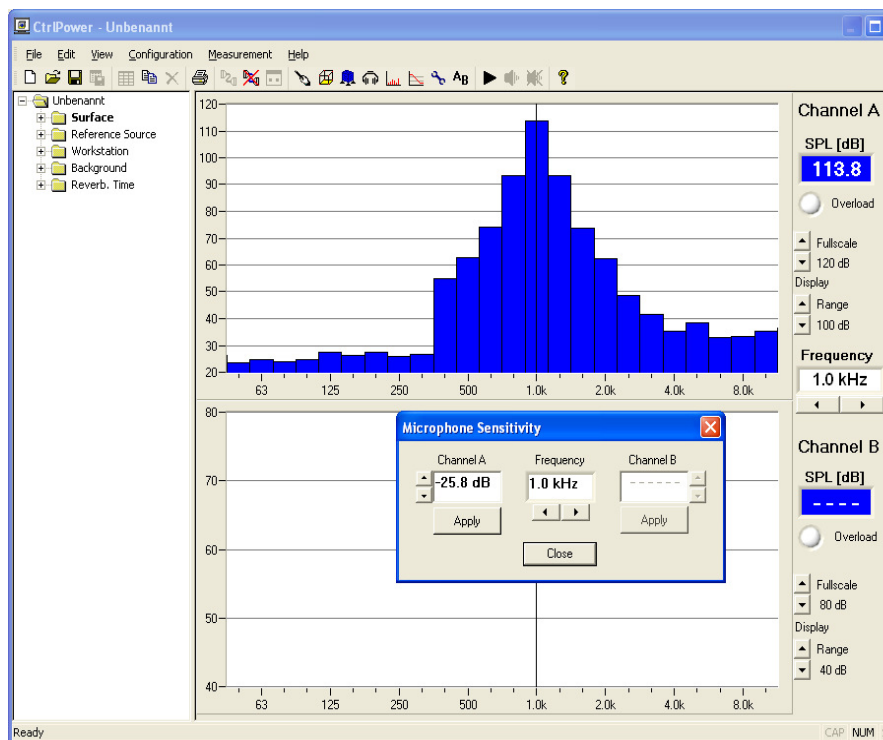 CtrlPower - Unbenannt
File Edit View Configuration Measurement Help
AB
?
Unbenannt
Surface
Reference Source
Workstation
Background
Reverb. Time
120
110
100
90
80
70
60
50
40
30
20
63 125 250 500 1.0k 2.0k 4.0k 8.0k
80
70
60
50
40
63 125 250 500 1.0k 2.0k 4.0k 8.0k
Microphone Sensitivity
Channel A Frequency Channel B
-25.8 dB 1.0 kHz ------
Apply Apply
Close
Channel A
SPL [dB]
113.8
Overload
Fullscale
120 dB
Display
Range
100 dB
Frequency
1.0 kHz
Channel B
SPL [dB]
----
Overload
Fullscale
80 dB
Display
Range
40 dB
Ready CAP NUM